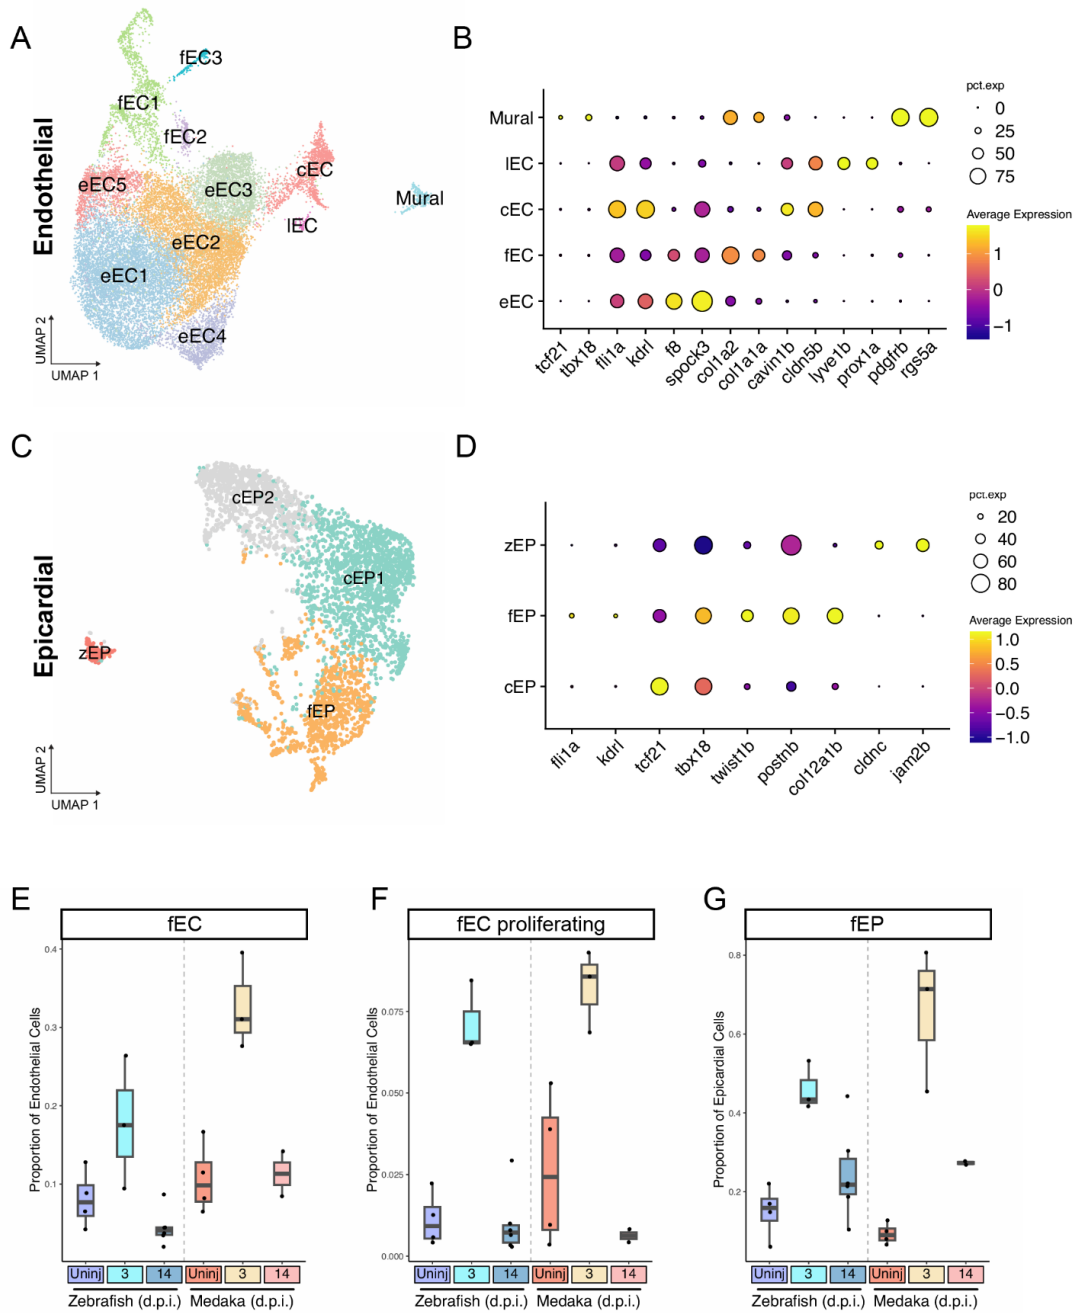 A
Endothelial
fEC3
fEC1
fEC2
cEC
eEC5
eEC3
Mural
lEC
eEC2
eEC1
eEC4
UMAP 2
UMAP 1
B
Mural
lEC
cEC
fEC
eEC
tcf21
tbx18
fli1a
kdrl
f8
spock3
col1a2
col1a1a
cavin1b
cldn5b
lyve1b
prox1a
pdgfrb
rgs5a
pct.exp
0
25
50
75
Average Expression
1
0
−1
C
Epicardial
cEP2
cEP1
zEP
fEP
UMAP 2
UMAP 1
D
zEP
fEP
cEP
fli1a
kdrl
tcf21
tbx18
twist1b
postnb
col12a1b
cldnc
jam2b
pct.exp
20
40
60
80
Average Expression
1.0
0.5
0.0
−0.5
−1.0
E
fEC
Proportion of Endothelial Cells
0.4
0.3
0.2
0.1
Uninj 3 14 Uninj 3 14
Zebrafish (d.p.i.) Medaka (d.p.i.)
F
fEC proliferating
Proportion of Endothelial Cells
0.075
0.050
0.025
0.000
Uninj 3 14 Uninj 3 14
Zebrafish (d.p.i.) Medaka (d.p.i.)
G
fEP
Proportion of Epicardial Cells
0.8
0.6
0.4
0.2
Uninj 3 14 Uninj 3 14
Zebrafish (d.p.i.) Medaka (d.p.i.)